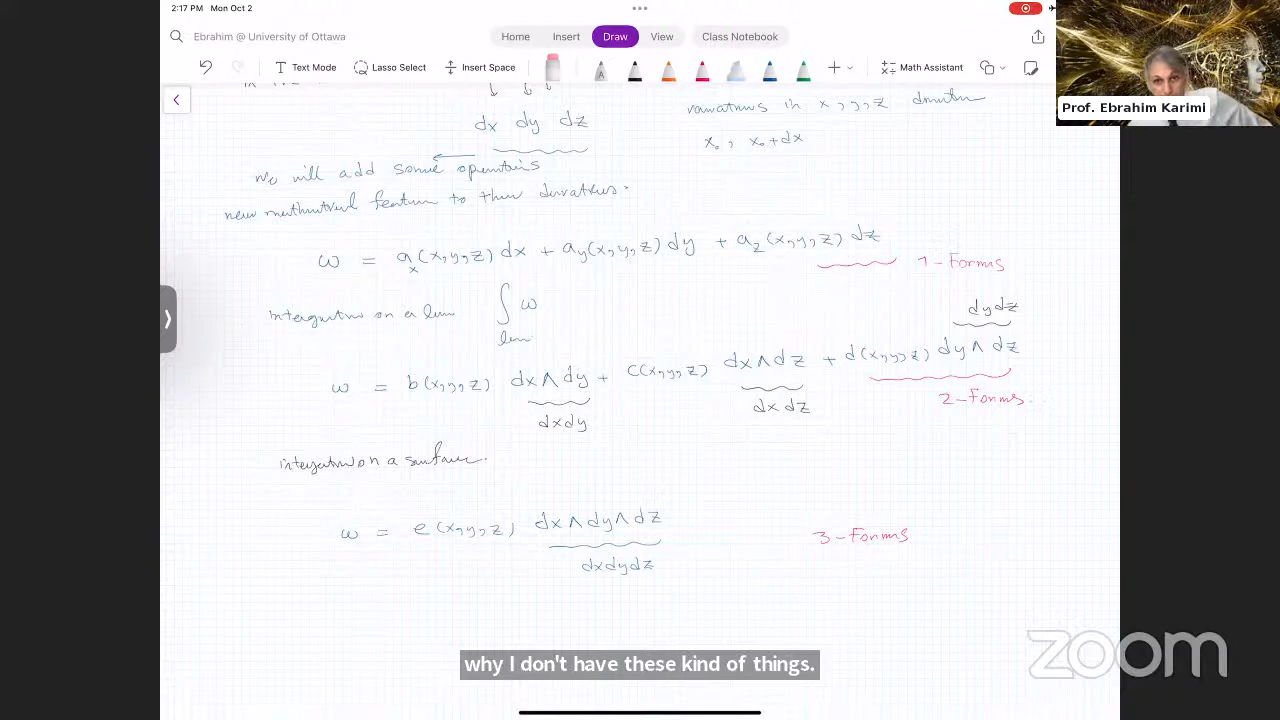 2:17 PM Mon Oct 2
Ebrahim @ University of Ottawa
Home Insert Draw View Class Notebook
Text Mode Lasso Select Insert Space Math Assistant
Prof. Ebrahim Karimi
variations in x, y, z direction
dx dy dz
x₀, x₀+dx
we will add some operations
new mathematical feature to these derivatives.
ω = aₓ(x,y,z) dx + a_y(x,y,z) dy + a_z(x,y,z) dz
1-Forms
integration on a line ∫ ω
line
dydz
ω = b(x,y,z) dx∧dy + c(x,y,z) dx∧dz + d(x,y,z) dy∧dz
dxdy dxdz 2-Forms
integration on a surface.
ω = e(x,y,z) dx∧dy∧dz 3-Forms
dxdydz
why I don't have these kind of things.
zoom